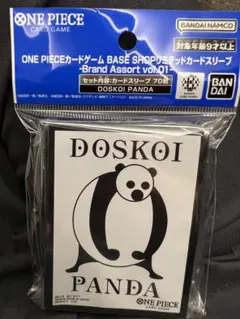 ONE PIECE
CARD GAME
BANDAI NAMCO
対象年齢9才以上
ONE PIECEカードゲーム BASE SHOPリミテッドカードスリーブ
-Brand Assort vol.01-
セット内容:カードスリーブ 70枚
DOSKOI PANDA
BAN
DAI
DOSKOI
PANDA
ONE PIECE
CARD GAME